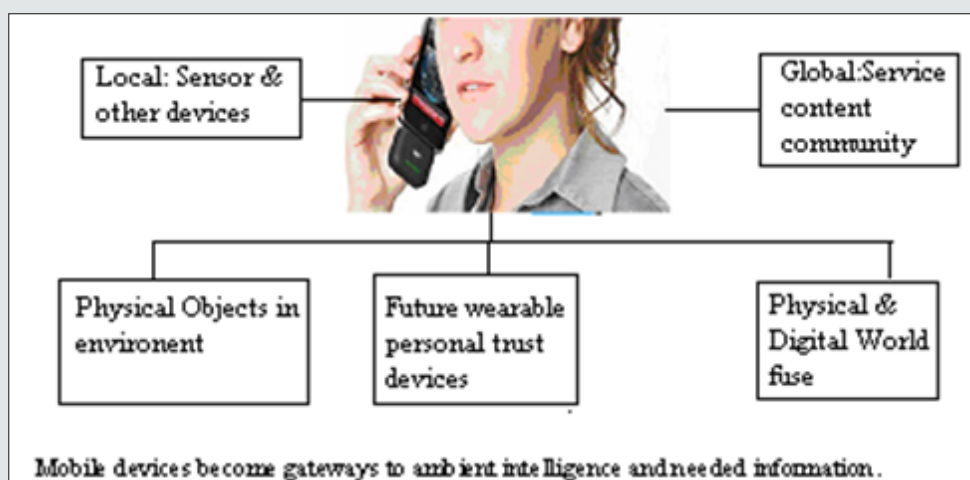 Local: Sensor &
other devices
Global:Service
content
community
Physical Objects in
environent
Future wearable
personal trust
devices
Physical &
Digital World
fuse
Mobile devices become gateways to ambient intelligence and needed information.